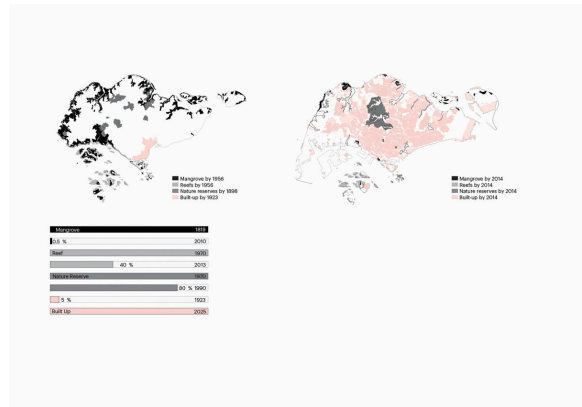 Mangrove by 1956
Reefs by 1956
Nature reserves by 1898
Built-up by 1923
Mangrove by 2014
Reefs by 2014
Nature reserves by 2014
Built-up by 2014
Mangrove 1819
0.5 % 2010
Reef 1970
40 % 2013
Nature Reserve 1970
80 % 1990
5 % 1923
Built Up 2025